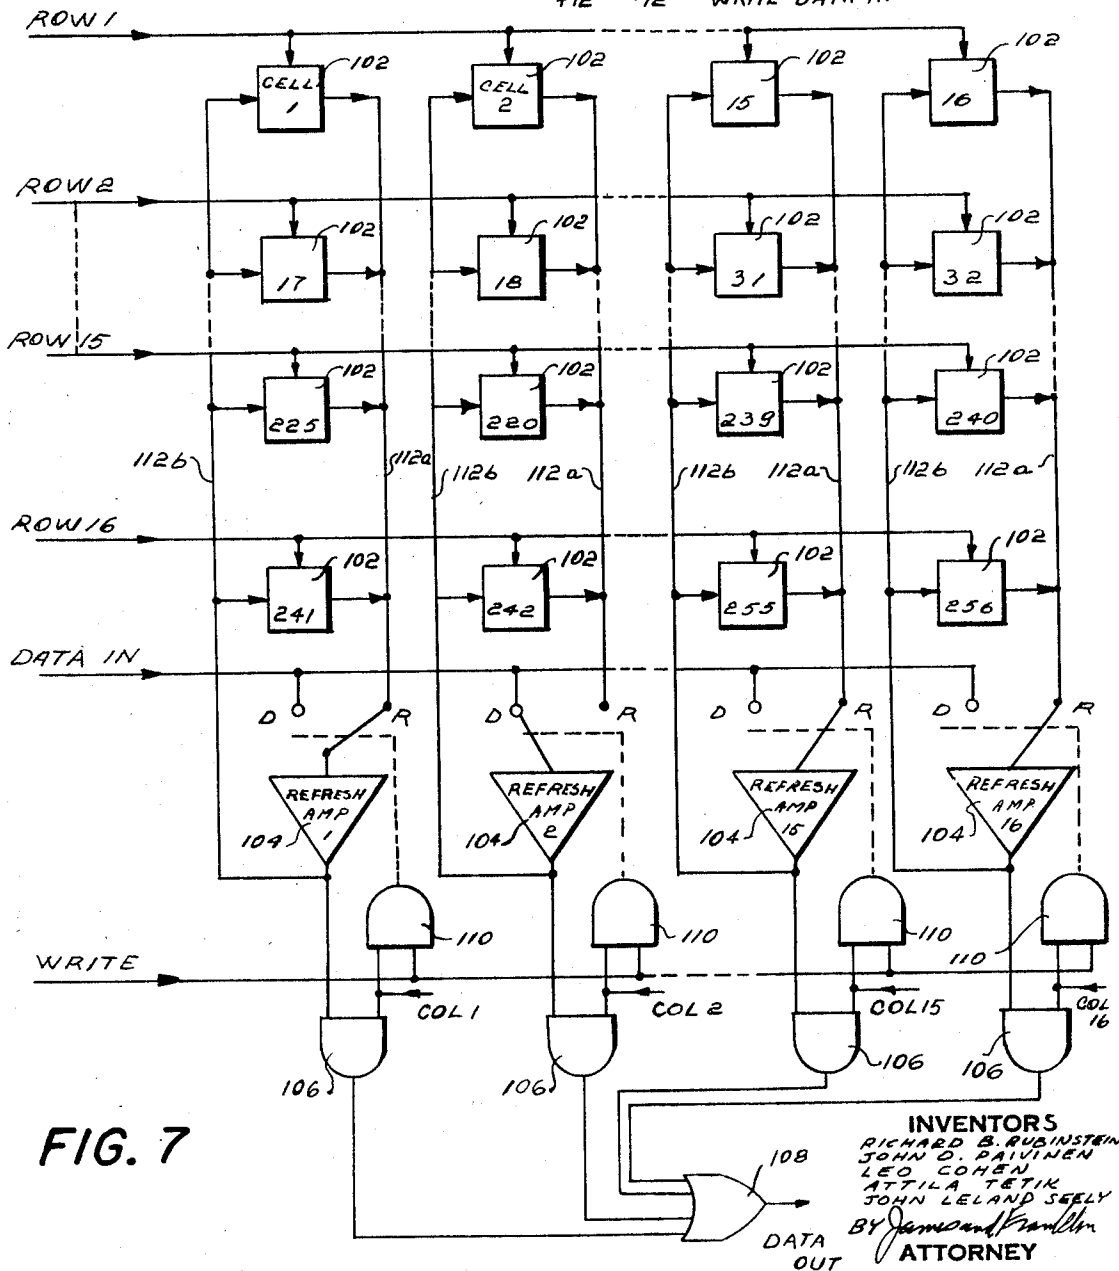 ROW 1
CELL 1 102
CELL 2 102
15 102
16 102
ROW 2
17 102
18 102
31 102
32 102
ROW 15
225 102
220 102
239 102
240 102
112b 112a 112b 112a 112b 112a 112b 112a
ROW 16
241 102
242 102
255 102
256 102
DATA IN
D R D R D R D R
REFRESH AMP 1 104
REFRESH AMP 2 104
REFRESH AMP 15 104
REFRESH AMP 16 104
110 110 110 110
WRITE
COL 1 COL 2 COL 15 COL 16
106 106 106 106
FIG. 7
108
DATA OUT
INVENTORS
RICHARD B. RUBINSTEIN
JOHN O. PAIVINEN
LEO COHEN
ATTILA TETIK
JOHN LELAND SEELY
BY James and Franklin
ATTORNEY